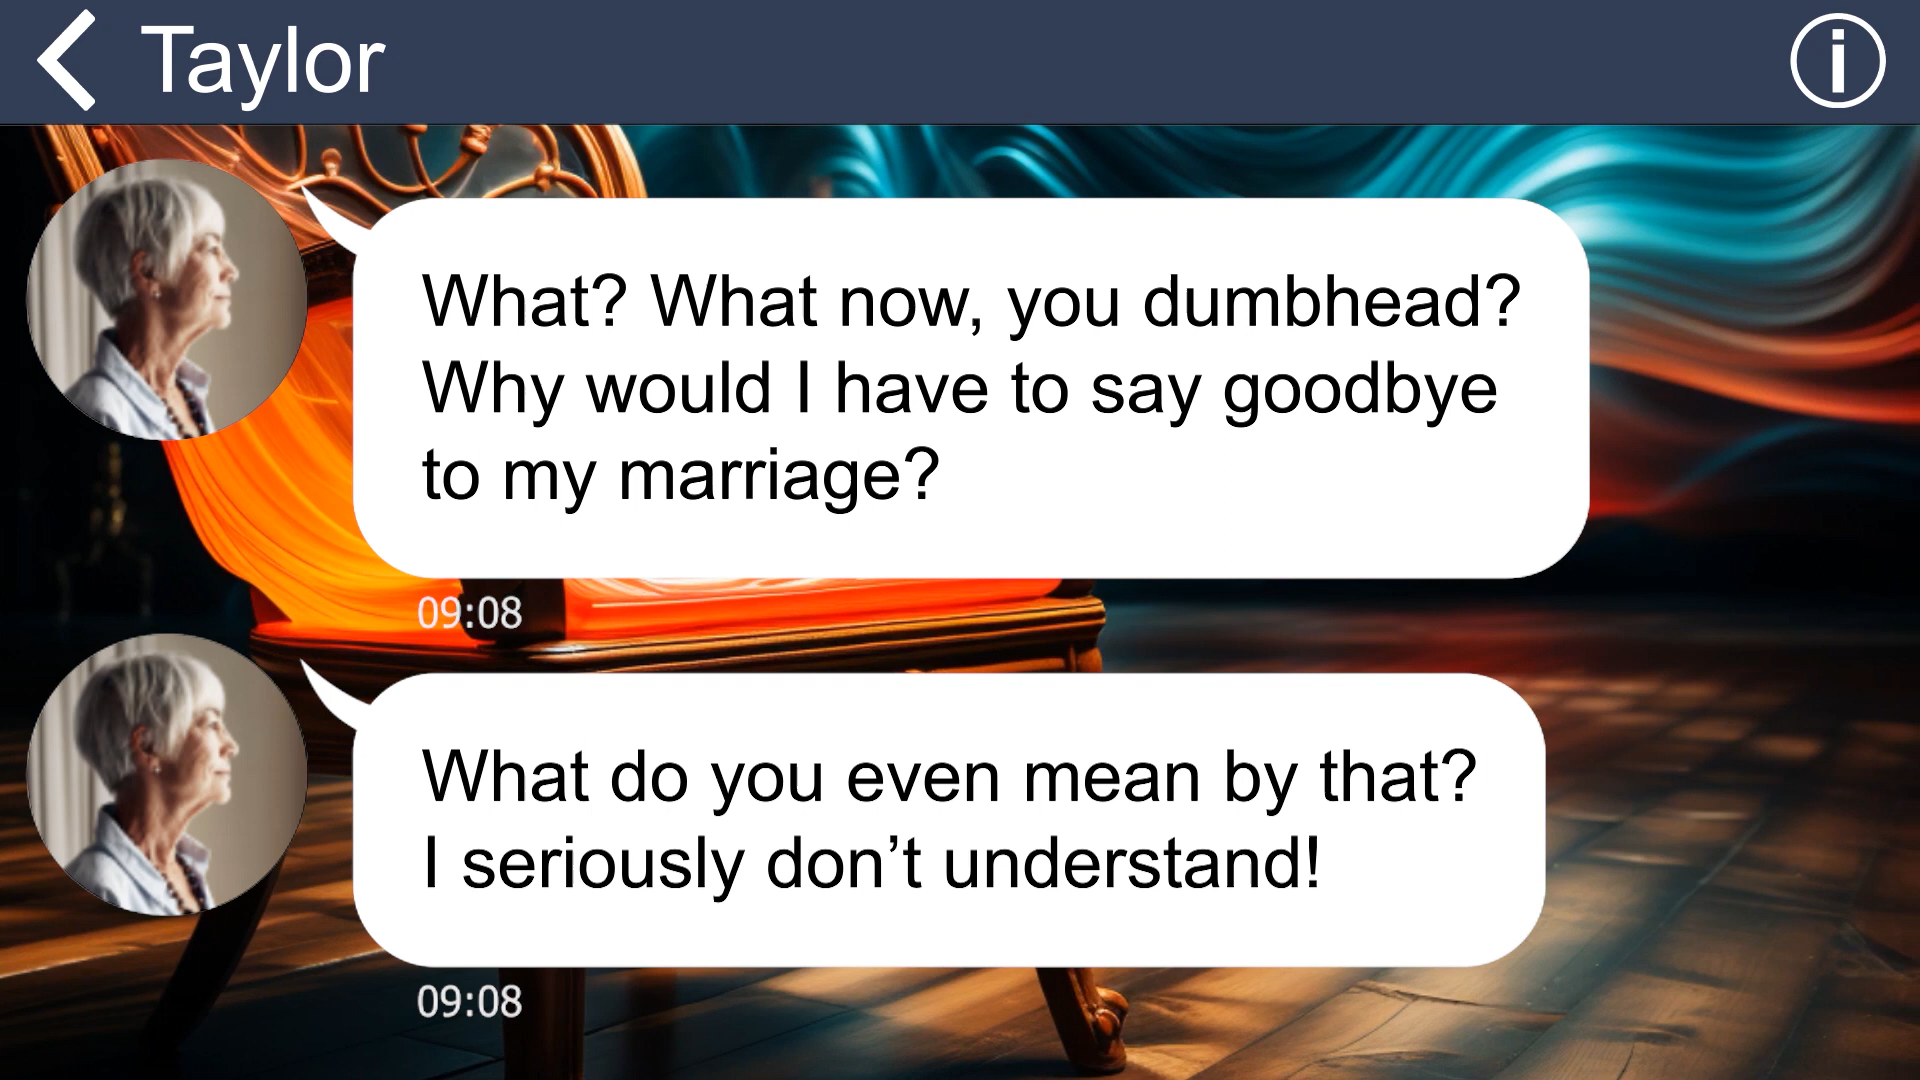 Taylor
What? What now, you dumbhead?
Why would I have to say goodbye
to my marriage?
09:08
What do you even mean by that?
I seriously don’t understand!
09:08